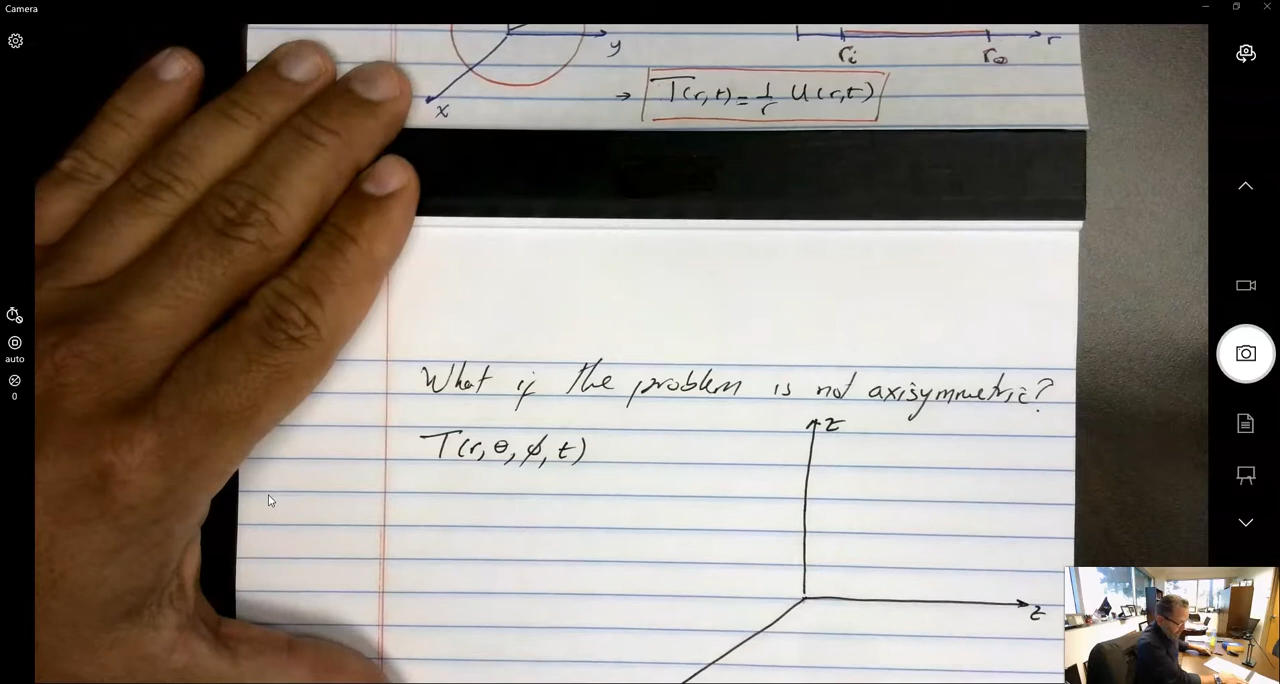 Camera
y
r
ri
ro
x
→ T(r,t) = 1/r U(r,t)
auto
0
What if the problem is not axisymmetric?
T(r, θ, ϕ, t)
z
z